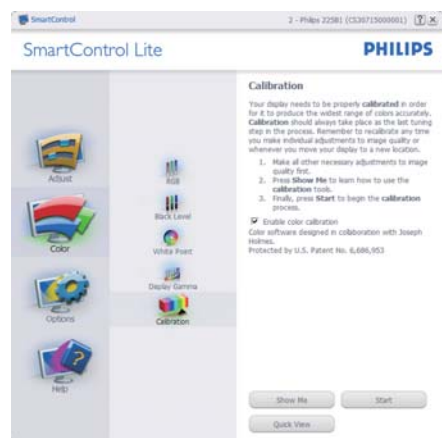 SmartControl
2 - Philips 225B1 (CS30715000001)
SmartControl Lite
PHILIPS
Adjust
Color
Options
Help
RGB
Black Level
White Point
Display Gamma
Calibration
Calibration
Your display needs to be properly calibrated in order
for it to produce the widest range of colors accurately.
Calibration should always take place as the last tuning
step in the process. Remember to recalibrate any time
you make individual adjustments to image quality or
whenever you move your display to a new location.
1. Make all other necessary adjustments to image
quality first.
2. Press Show Me to learn how to use the
calibration tools.
3. Finally, press Start to begin the calibration
process.
Enable color calibration
Color software designed in collaboration with Joseph
Holmes.
Protected by U.S. Patent No. 6,686,953
Show Me
Start
Quick View